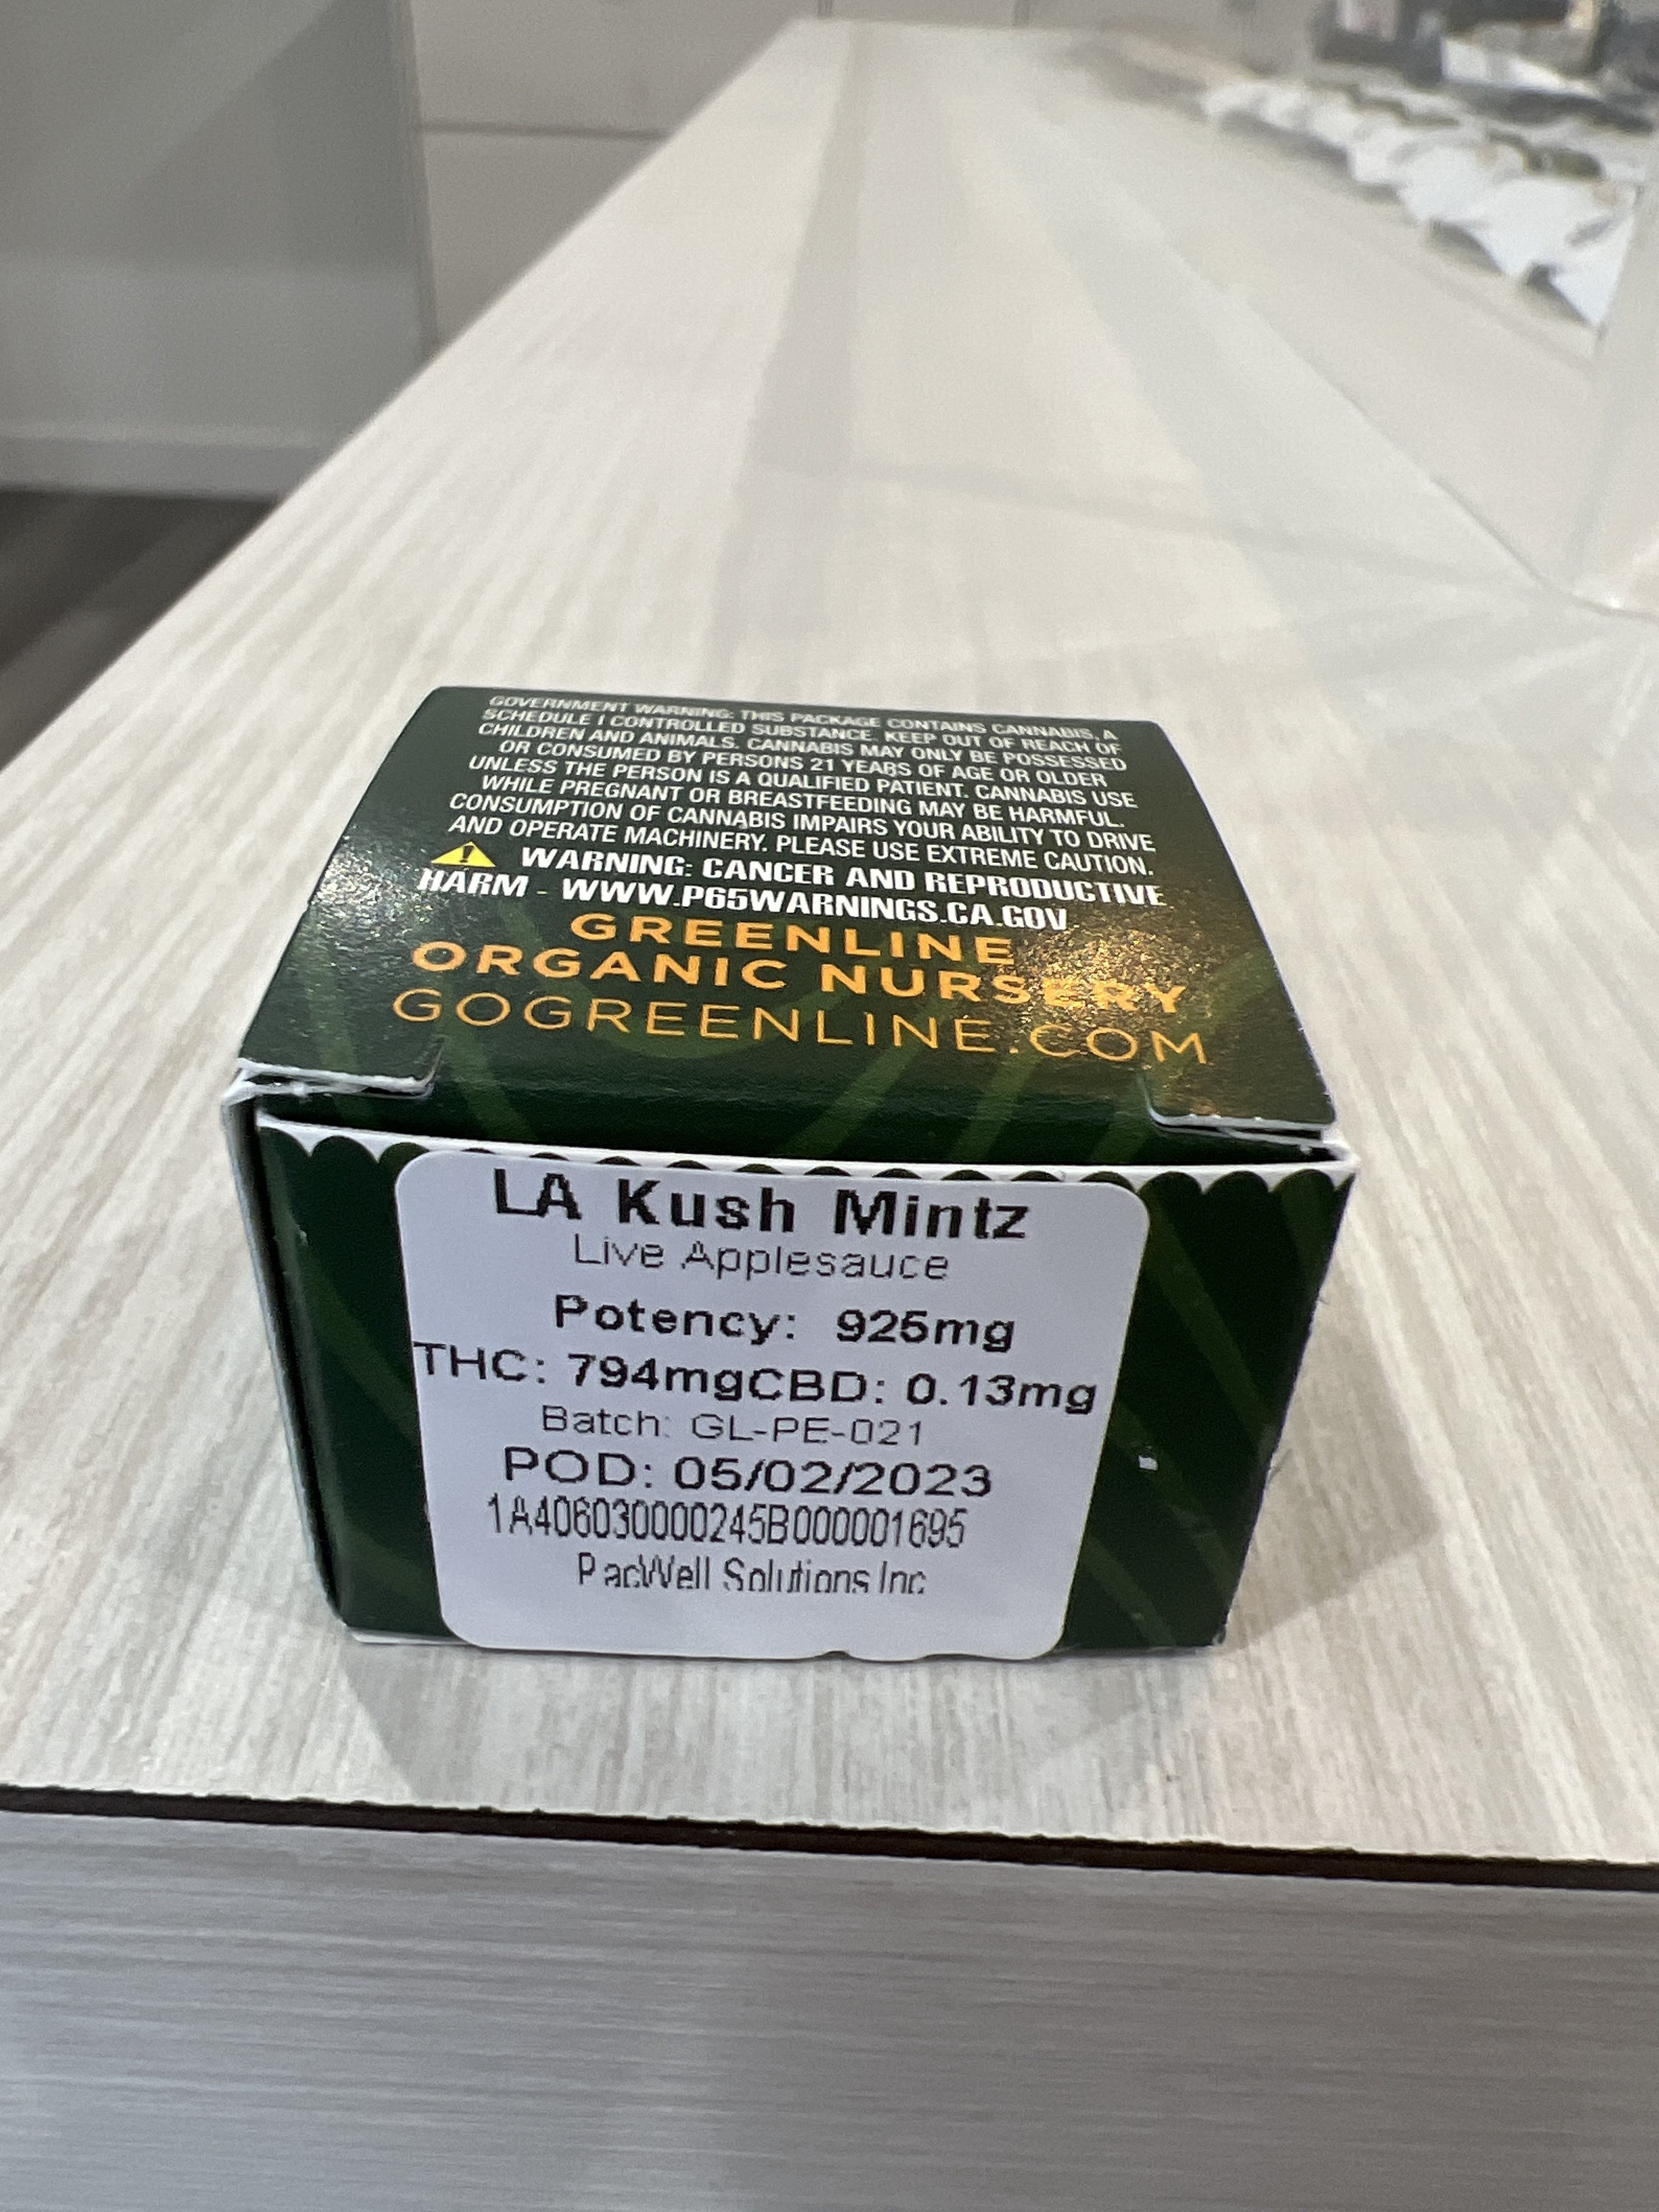 GOVERNMENT WARNING: THIS PACKAGE CONTAINS CANNABIS, A
SCHEDULE I CONTROLLED SUBSTANCE. KEEP OUT OF REACH OF
CHILDREN AND ANIMALS. CANNABIS MAY ONLY BE POSSESSED
OR CONSUMED BY PERSONS 21 YEARS OF AGE OR OLDER
UNLESS THE PERSON IS A QUALIFIED PATIENT. CANNABIS USE
WHILE PREGNANT OR BREASTFEEDING MAY BE HARMFUL.
CONSUMPTION OF CANNABIS IMPAIRS YOUR ABILITY TO DRIVE
AND OPERATE MACHINERY. PLEASE USE EXTREME CAUTION.
WARNING: CANCER AND REPRODUCTIVE
HARM - WWW.P65WARNINGS.CA.GOV
GREENLINE
ORGANIC NURSERY
GOGREENLINE.COM
LA Kush Mintz
Live Applesauce
Potency: 925mg
THC: 794mgCBD: 0.13mg
Batch: GL-PE-021
POD: 05/02/2023
1A406030000245B000001695
PacWell Solutions Inc